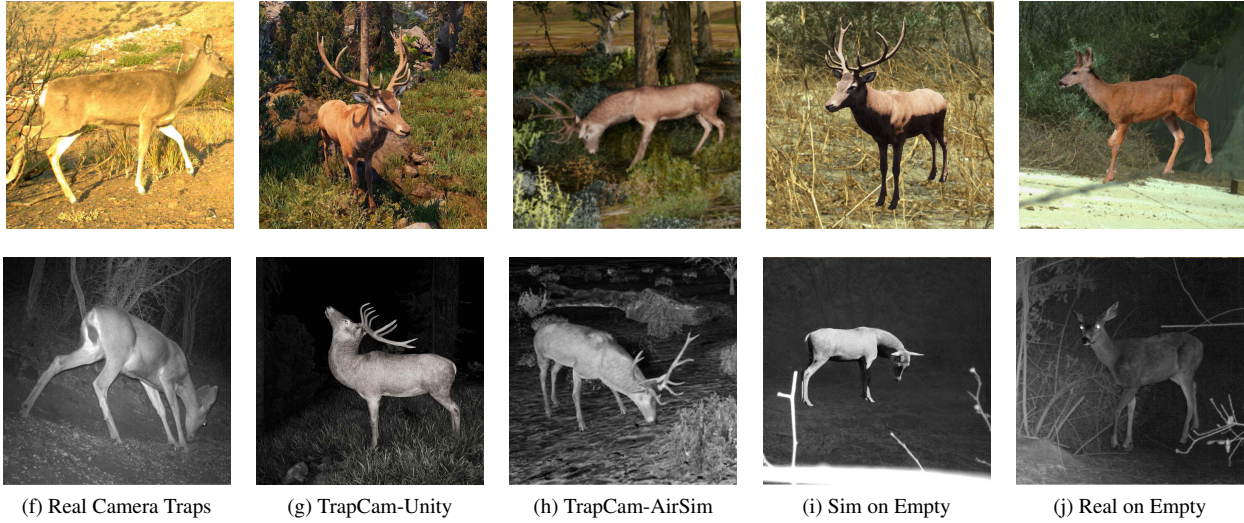 (f) Real Camera Traps
(g) TrapCam-Unity
(h) TrapCam-AirSim
(i) Sim on Empty
(j) Real on Empty